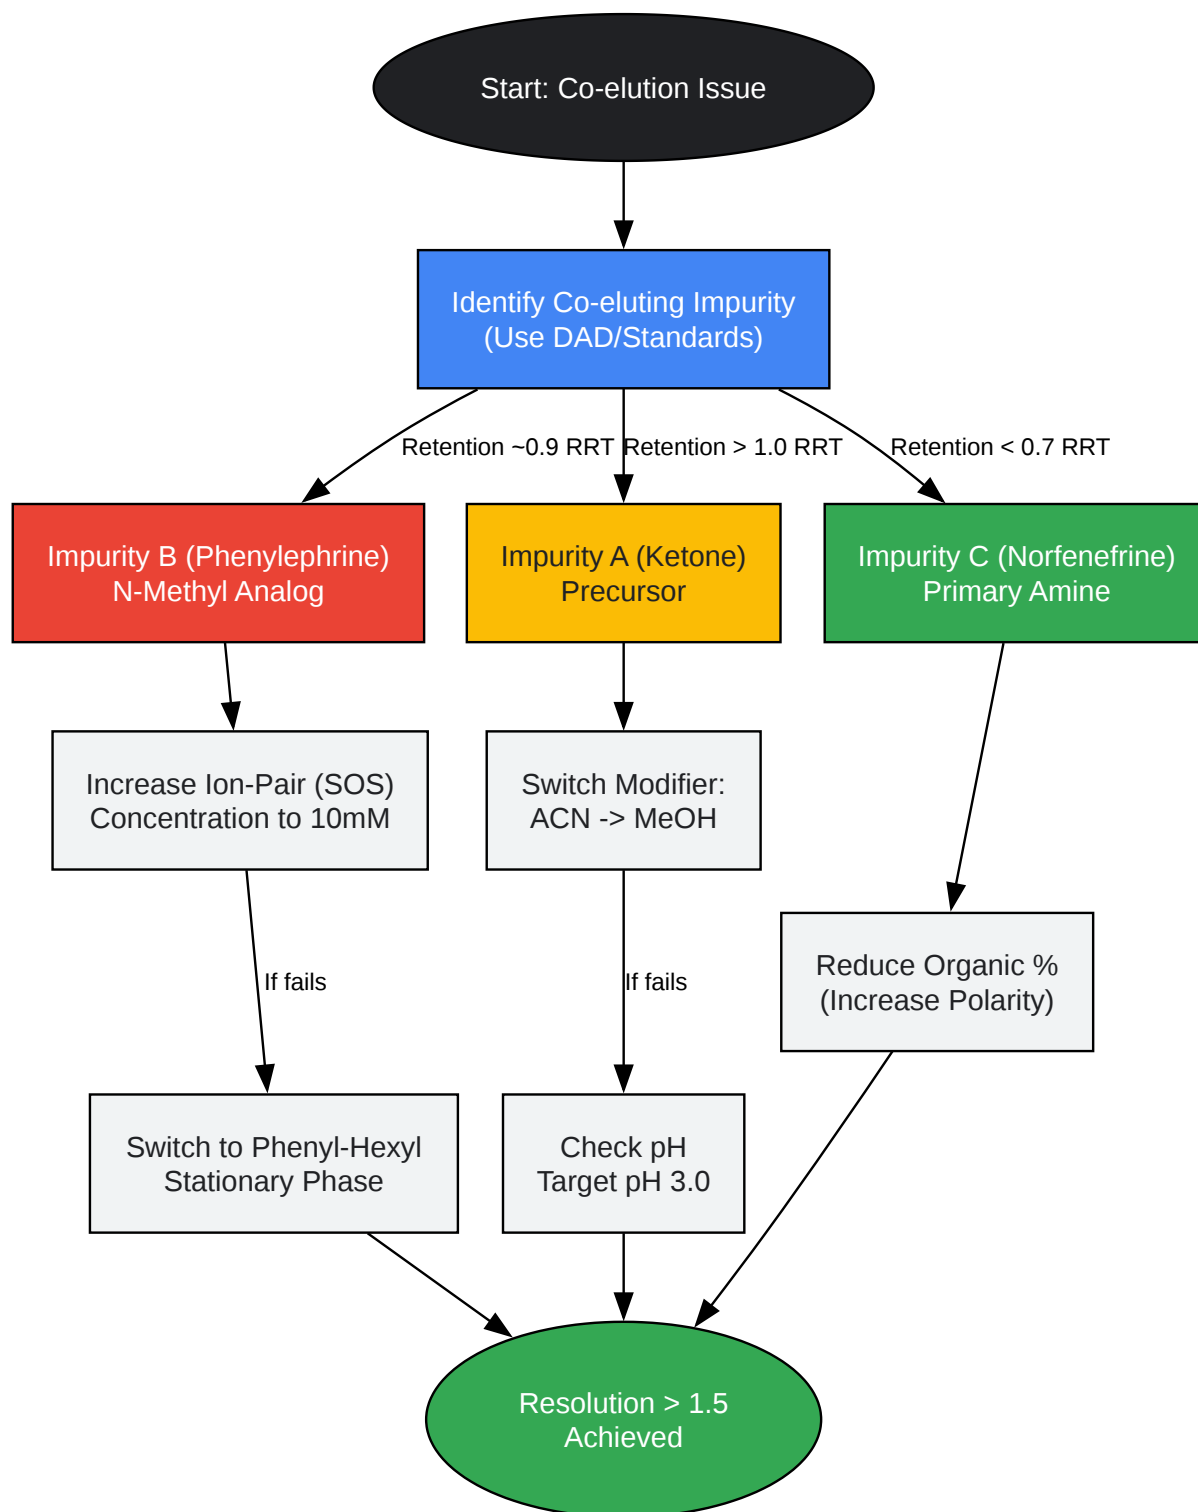 Start: Co-elution Issue
Identify Co-eluting Impurity
(Use DAD/Standards)
Retention ~0.9 RRT
Retention > 1.0 RRT
Retention < 0.7 RRT
Impurity B (Phenylephrine)
N-Methyl Analog
Impurity A (Ketone)
Precursor
Impurity C (Norfenefrine)
Primary Amine
Increase Ion-Pair (SOS)
Concentration to 10mM
Switch Modifier:
ACN -> MeOH
Reduce Organic %
(Increase Polarity)
If fails
If fails
Switch to Phenyl-Hexyl
Stationary Phase
Check pH
Target pH 3.0
Resolution > 1.5
Achieved